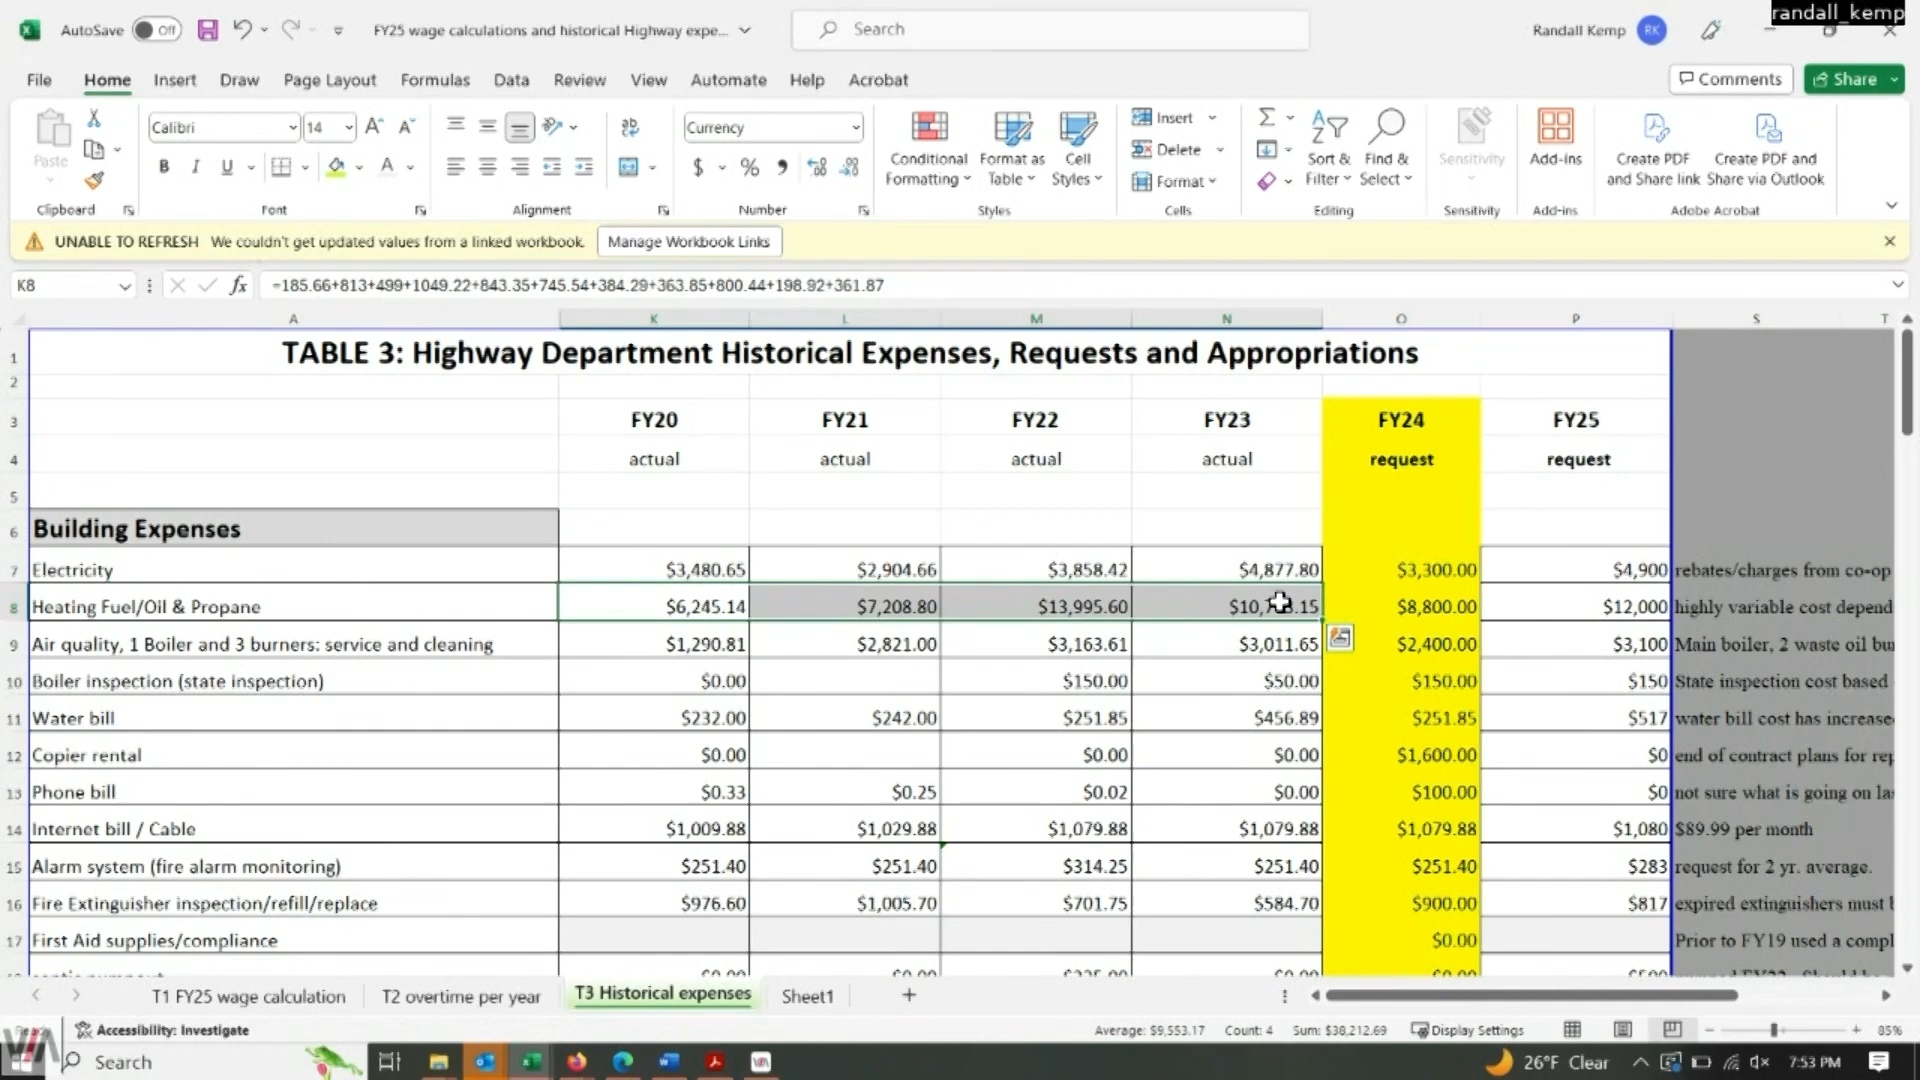 randall_kemp
AutoSave Off FY25 wage calculations and historical Highway expe... Search Randall Kemp RK
File Home Insert Draw Page Layout Formulas Data Review View Automate Help Acrobat Comments Share
Paste Calibri 14 A A Currency Conditional Formatting Format as Table Cell Styles Insert Delete Format Sort & Filter Find & Select Sensitivity Add-ins Create PDF and Share link Create PDF and Share via Outlook
B I U A $ % ,
Clipboard Font Alignment Number Styles Cells Editing Sensitivity Add-ins Adobe Acrobat
UNABLE TO REFRESH We couldn't get updated values from a linked workbook. Manage Workbook Links
K8 fx =185.66+813+499+1049.22+843.35+745.54+384.29+363.85+800.44+198.92+361.87
A K L M N O P S T
1 TABLE 3: Highway Department Historical Expenses, Requests and Appropriations
2
3 FY20 FY21 FY22 FY23 FY24 FY25
4 actual actual actual actual request request
5
6 Building Expenses
7 Electricity $3,480.65 $2,904.66 $3,858.42 $4,877.80 $3,300.00 $4,900 rebates/charges from co-op
8 Heating Fuel/Oil & Propane $6,245.14 $7,208.80 $13,995.60 $8,800.00 $12,000 highly variable cost depend
9 Air quality, 1 Boiler and 3 burners: service and cleaning $1,290.81 $2,821.00 $3,163.61 $3,011.65 $2,400.00 $3,100 Main boiler, 2 waste oil bu
10 Boiler inspection (state inspection) $0.00 $150.00 $50.00 $150.00 $150 State inspection cost based
11 Water bill $232.00 $242.00 $251.85 $456.89 $251.85 $517 water bill cost has increase
12 Copier rental $0.00 $0.00 $0.00 $1,600.00 $0 end of contract plans for rep
13 Phone bill $0.33 $0.25 $0.02 $0.00 $100.00 $0 not sure what is going on la
14 Internet bill / Cable $1,009.88 $1,029.88 $1,079.88 $1,079.88 $1,079.88 $1,080 $89.99 per month
15 Alarm system (fire alarm monitoring) $251.40 $251.40 $314.25 $251.40 $251.40 $283 request for 2 yr. average.
16 Fire Extinguisher inspection/refill/replace $976.60 $1,005.70 $701.75 $584.70 $900.00 $817 expired extinguishers must b
17 First Aid supplies/compliance $0.00 Prior to FY19 used a compl
T1 FY25 wage calculation T2 overtime per year T3 Historical expenses Sheet1
Accessibility: Investigate Average: $9,553.17 Count: 4 Sum: $38,212.69 Display Settings 85%
Search 26°F Clear 7:53 PM